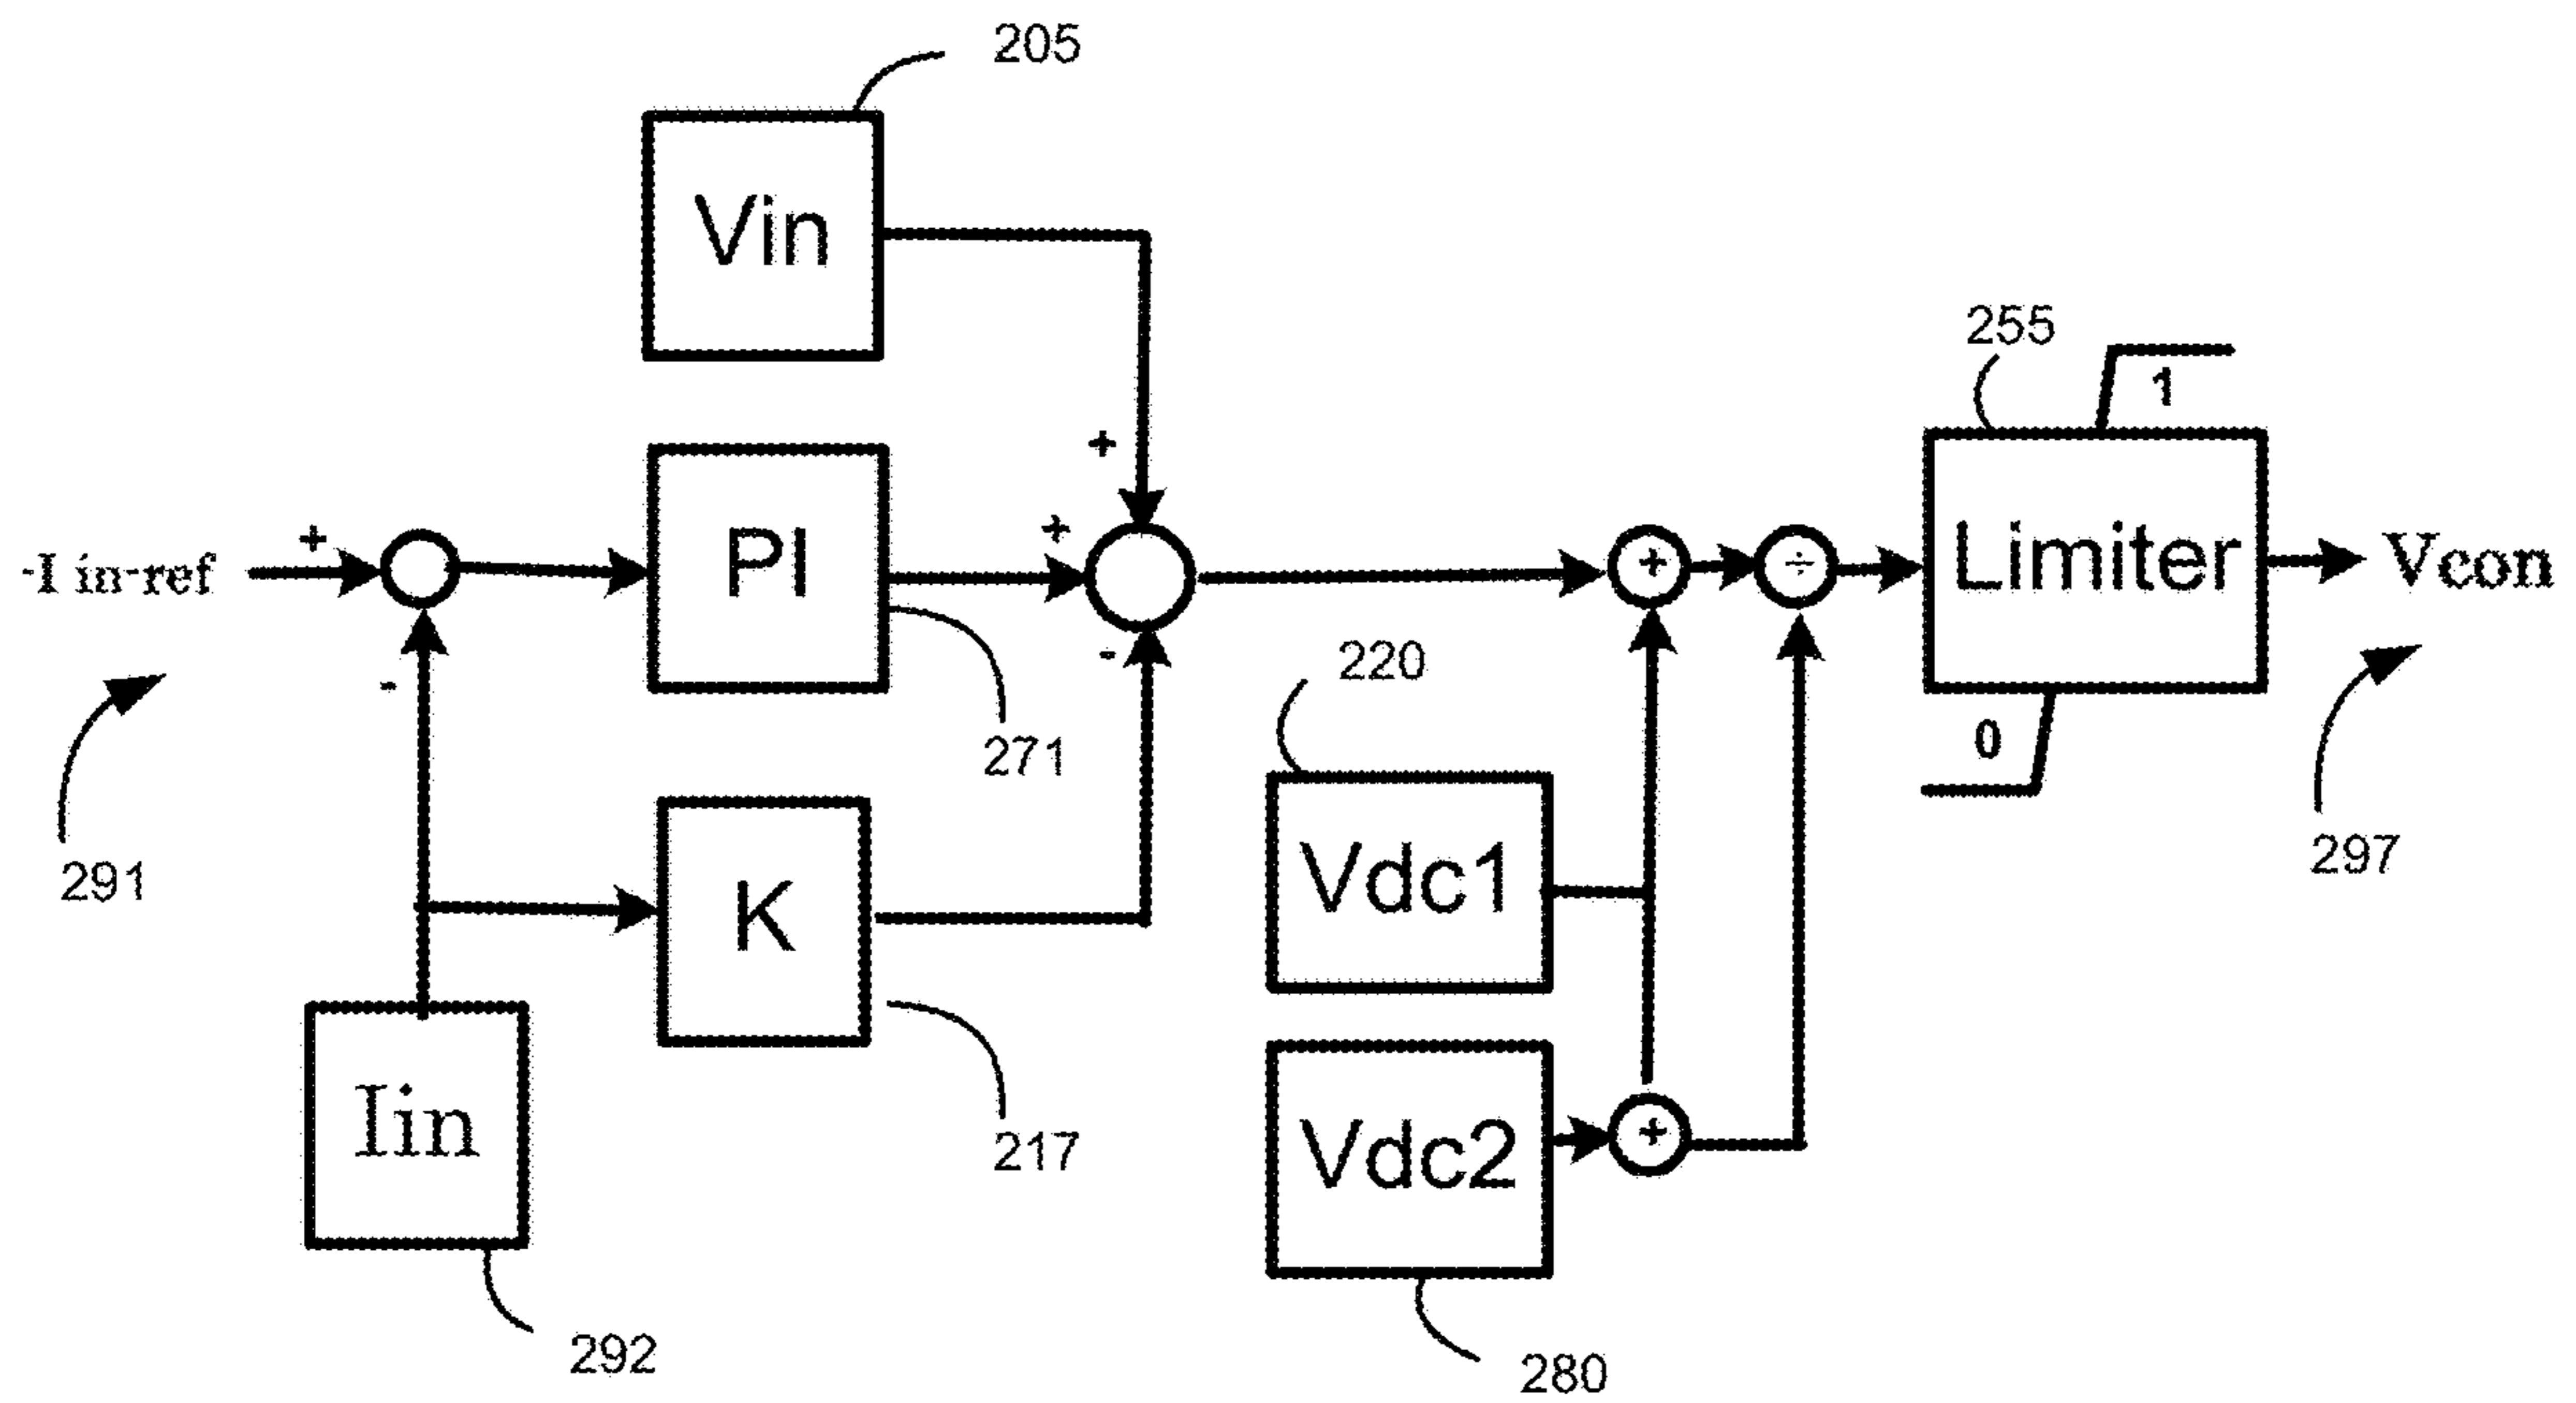 205
Vin
255
1
+
+
+
-I in-ref
PI
+
÷
Limiter
Vcon
-
-
220
271
0
291
K
Vdc1
297
Iin
217
Vdc2
+
292
280